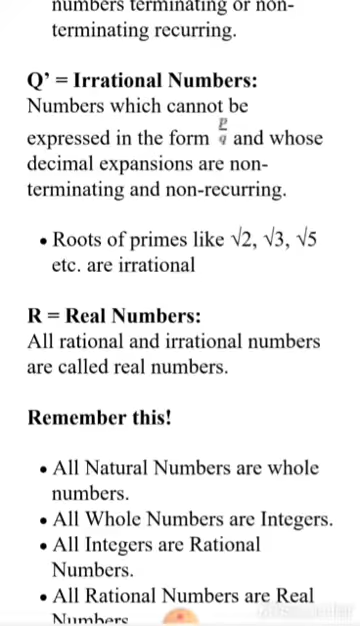 numbers terminating or non-
terminating recurring.
Q’ = Irrational Numbers:
Numbers which cannot be
expressed in the form p/q and whose
decimal expansions are non-
terminating and non-recurring.
• Roots of primes like √2, √3, √5
etc. are irrational
R = Real Numbers:
All rational and irrational numbers
are called real numbers.
Remember this!
• All Natural Numbers are whole
numbers.
• All Whole Numbers are Integers.
• All Integers are Rational
Numbers.
• All Rational Numbers are Real
Numbers